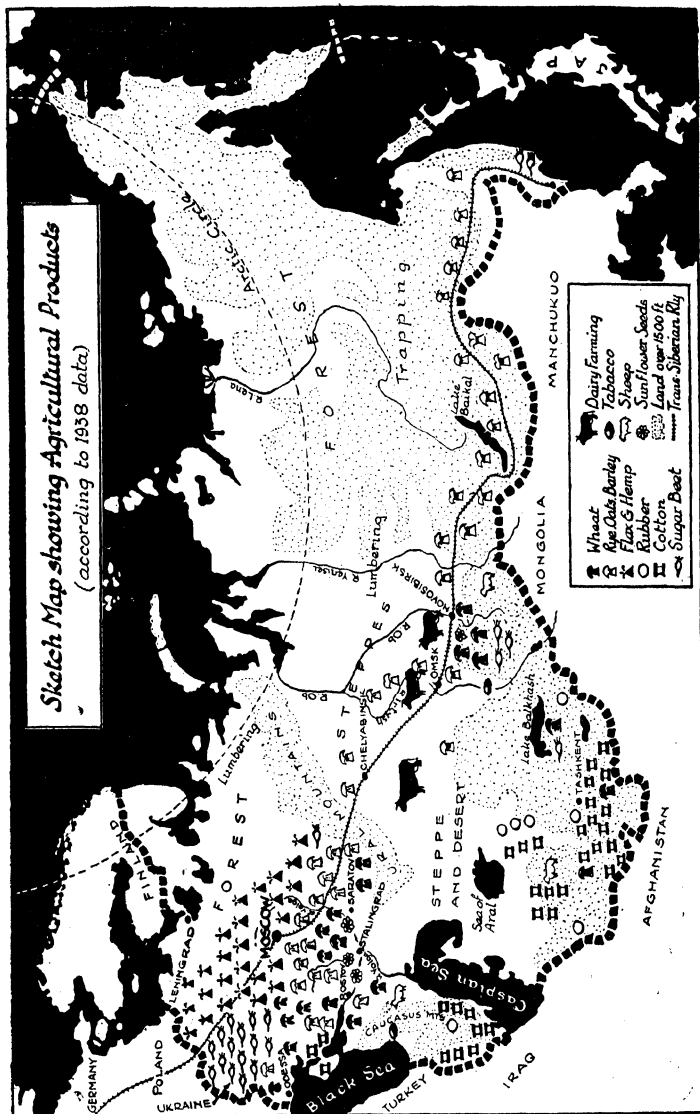 Sketch Map showing Agricultural Products
(according to 1938 data)
Arctic Circle
JAP
FOREST
Trapping
R. Lena
Lake Baikal
MANCHUKUO
MONGOLIA
Lumbering
R. Yenisei
NOVOSIBIRSK
R. Ob
R. Ob
Irtish
OMSK
STEPPES
CHELYABINSK
Lumbering
URAL MOUNTAINS
FOREST
FINLAND
LENINGRAD
MOSCOW
SARATOV
STALINGRAD
ROSTOV
Volga
STEPPE
AND DESERT
Sea of
Aral
Lake Balkhash
TASHKENT
AFGHANISTAN
Caspian Sea
CAUCASUS MTS
Black Sea
ODESSA
UKRAINE
POLAND
GERMANY
TURKEY
IRAQ
Wheat
Rye, Oats, Barley
Flax & Hemp
Rubber
Cotton
Sugar Beet
Dairy Farming
Tobacco
Sheep
Sunflower Seeds
Land over 1500 ft
Trans-Siberian Rly